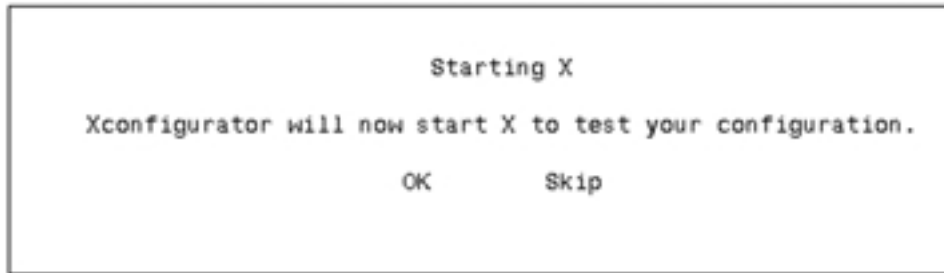 Starting X
Xconfigurator will now start X to test your configuration.
OK Skip